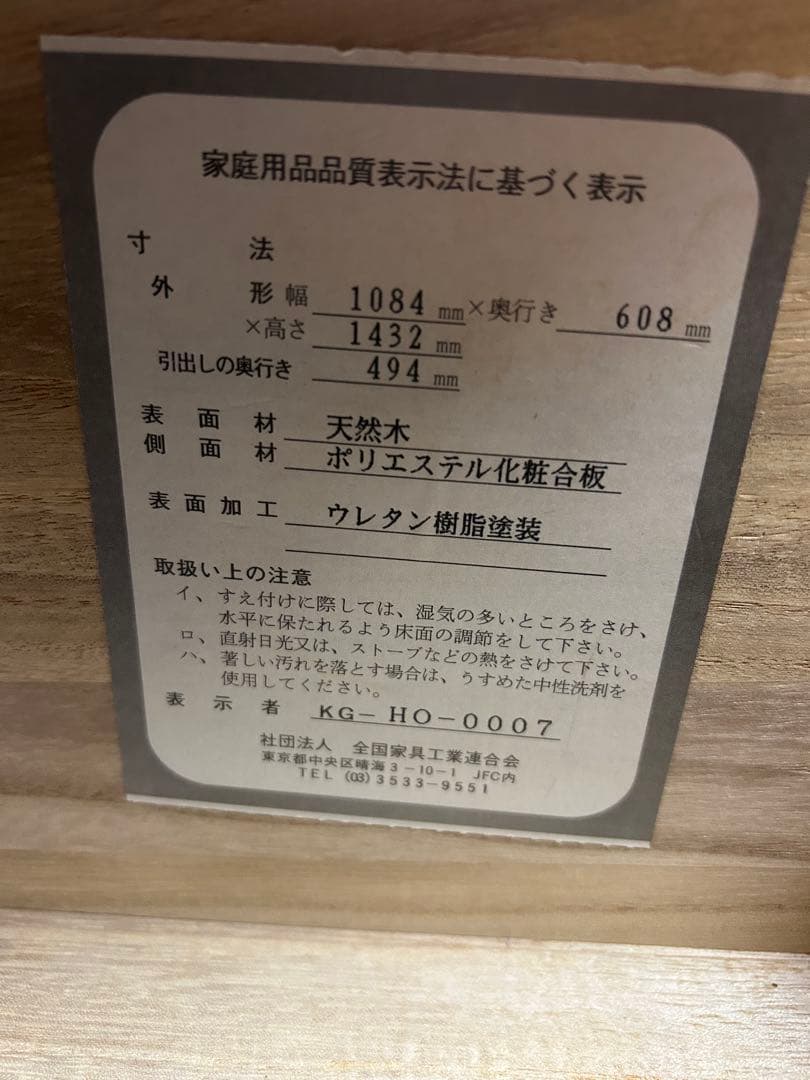 家庭用品品質表示法に基づく表示
寸法
外形 幅 1084 mm×奥行き 608 mm
×高さ 1432 mm
引出しの奥行き 494 mm
表面材 天然木
側面材 ポリエステル化粧合板
表面加工 ウレタン樹脂塗装
取扱い上の注意
イ、すえ付けに際しては、湿気の多いところをさけ、
水平に保たれるよう床面の調節をして下さい。
ロ、直射日光又は、ストーブなどの熱をさけて下さい。
ハ、著しい汚れを落とす場合は、うすめた中性洗剤を
使用してください。
表示者 KG-HO-0007
社団法人 全国家具工業連合会
東京都中央区晴海3-10-1 JFC内
TEL (03)3533-9551